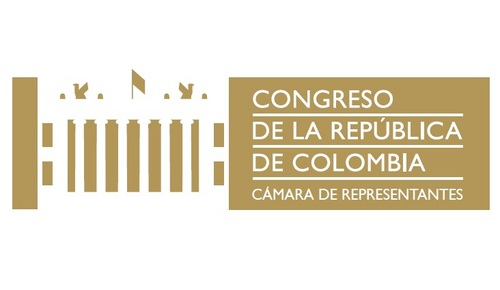 CONGRESO
DE LA REPÚBLICA
DE COLOMBIA
CÁMARA DE REPRESENTANTES